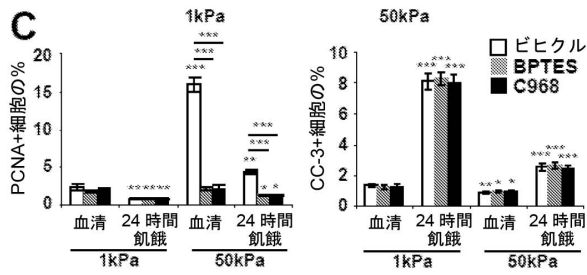 C
1kPa
50kPa
PCNA+細胞の%
20
15
10
5
0
***
***
***
*******
***
***
**
* *
血清
24 時間
飢餓
血清
24 時間
飢餓
1kPa
50kPa
CC-3+細胞の%
10
8
6
4
2
0
***
***
***
** * *
***
***
***
血清
24 時間
飢餓
血清
24 時間
飢餓
1kPa
50kPa
ビヒクル
BPTES
C968